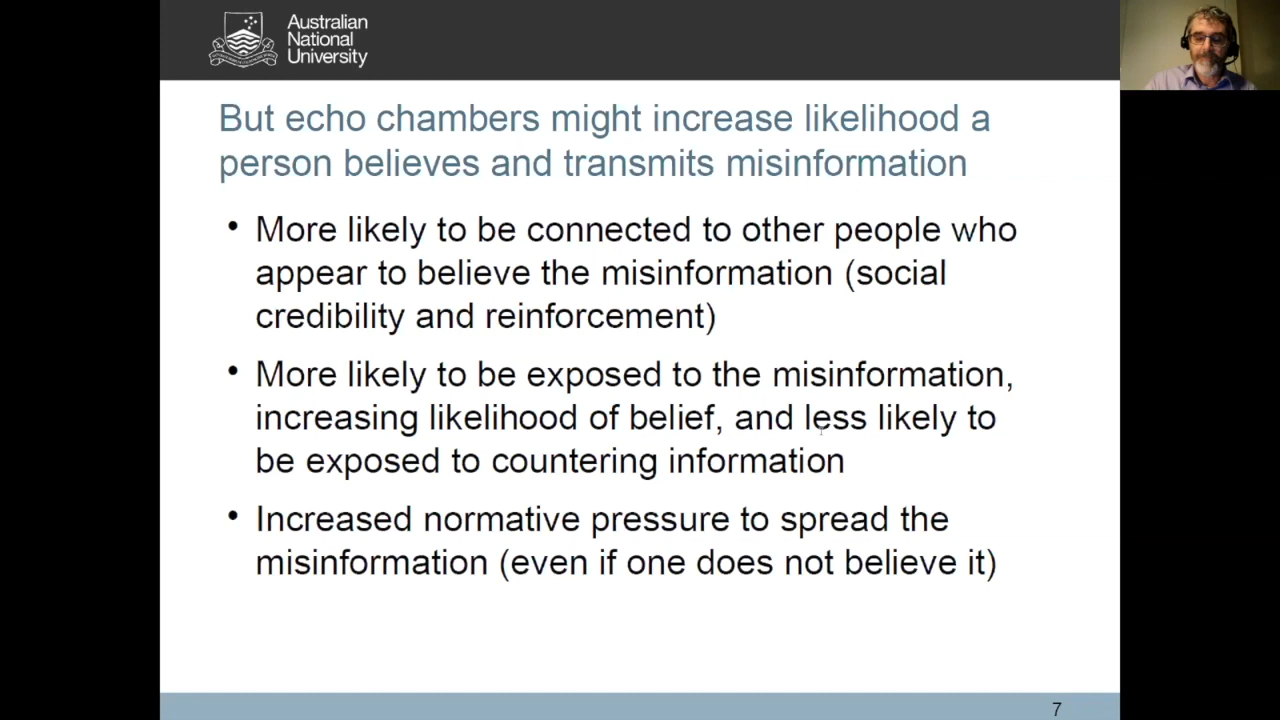 Australian
National
University
But echo chambers might increase likelihood a
person believes and transmits misinformation
• More likely to be connected to other people who
appear to believe the misinformation (social
credibility and reinforcement)
• More likely to be exposed to the misinformation,
increasing likelihood of belief, and less likely to
be exposed to countering information
• Increased normative pressure to spread the
misinformation (even if one does not believe it)
7